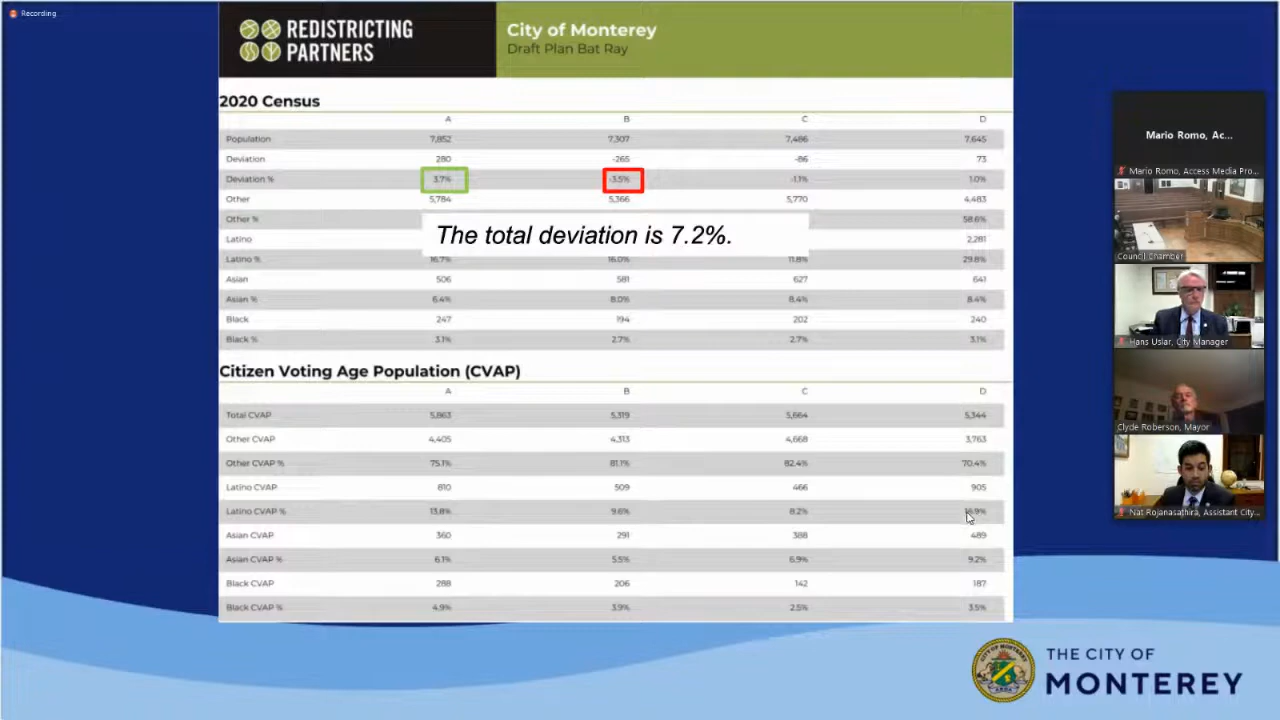 Recording
REDISTRICTING
PARTNERS
City of Monterey
Draft Plan Bat Ray
2020 Census
A B C D
Population 7,852 7,307 7,486 7,645
Deviation 280 -265 -86 73
Deviation % 3.7% -3.5% -1.1% 1.0%
Other 5,784 5,366 5,770 4,483
Other % 58.6%
The total deviation is 7.2%.
Latino 2,281
Latino % 16.7% 16.0% 11.8% 29.8%
Asian 506 581 627 641
Asian % 6.4% 8.0% 8.4% 8.4%
Black 247 194 202 240
Black % 3.1% 2.7% 2.7% 3.1%
Citizen Voting Age Population (CVAP)
A B C D
Total CVAP 5,863 5,319 5,664 5,344
Other CVAP 4,405 4,313 4,668 3,763
Other CVAP % 75.1% 81.1% 82.4% 70.4%
Latino CVAP 810 509 466 905
Latino CVAP % 13.8% 9.6% 8.2%
Asian CVAP 360 291 388 489
Asian CVAP % 6.1% 5.5% 6.9% 9.2%
Black CVAP 288 206 142 187
Black CVAP % 4.9% 3.9% 2.5% 3.5%
Mario Romo, Ac...
Mario Romo, Access Media Pro...
Council Chamber
Hans Uslar, City Manager
Clyde Roberson, Mayor
Nat Rojanasathira, Assistant City...
THE CITY OF
MONTEREY